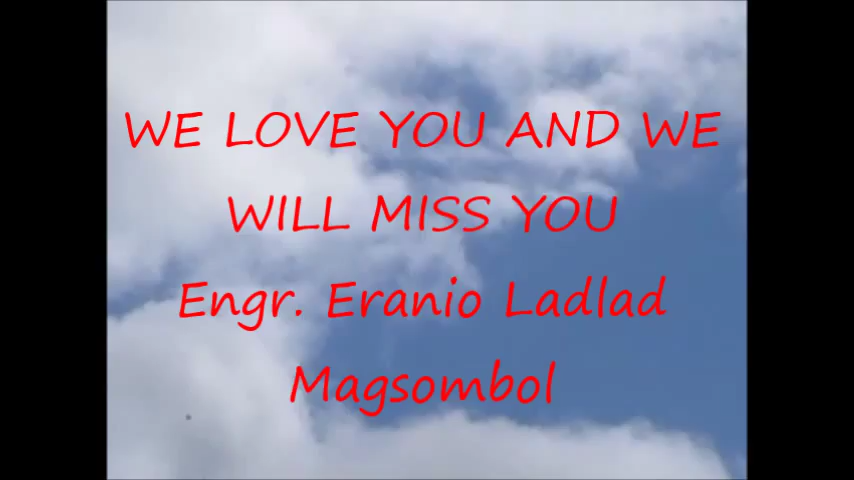 WE LOVE YOU AND WE
WILL MISS YOU
Engr. Eranio Ladlad
Magsombol